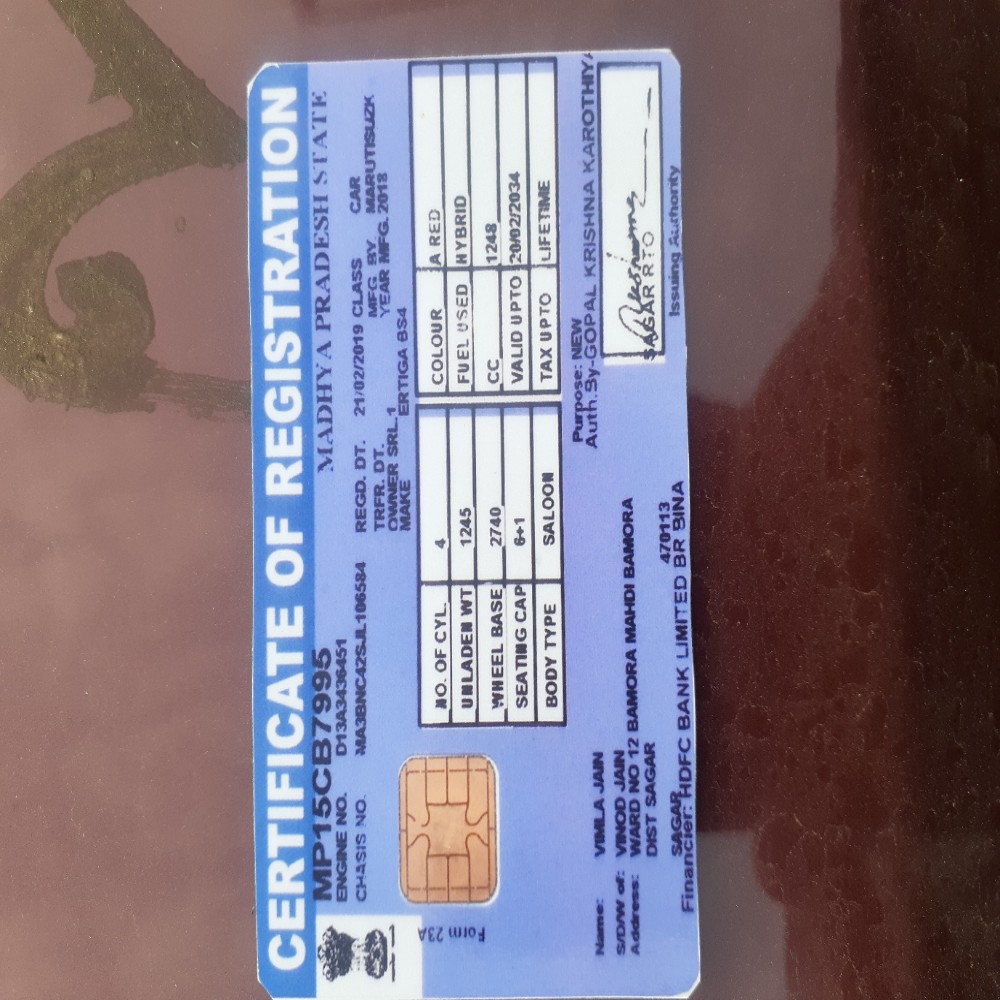 CERTIFICATE OF REGISTRATION
MADHYA PRADESH STATE
MP15CB7995
ENGINE NO. D13A3436451
CHASIS NO. MA3BNC42SJL106584
REGD. DT. 21/02/2019 CLASS CAR
TRFR. DT. MFG. BY MARUTISUZK
OWNER SRL.1 YEAR MFG. 2018
MAKE ERTIGA BS4
NO. OF CYL. 4 COLOUR A RED
UNLADEN WT 1245 FUEL USED HYBRID
WHEEL BASE 2740 CC 1248
SEATING CAP 6+1 VALID UPTO 20/02/2034
BODY TYPE SALOON TAX UPTO LIFETIME
Form 23A
Purpose: NEW
Auth.By-GOPAL KRISHNA KAROTHIYA
Name: VIMLA JAIN
S/D/W of: VINOD JAIN
Address: WARD NO 12 BAMORA MAHDI BAMORA
DIST SAGAR
SAGAR 470113
Financier: HDFC BANK LIMITED BR BINA
SAGAR RTO
Issuing Authority